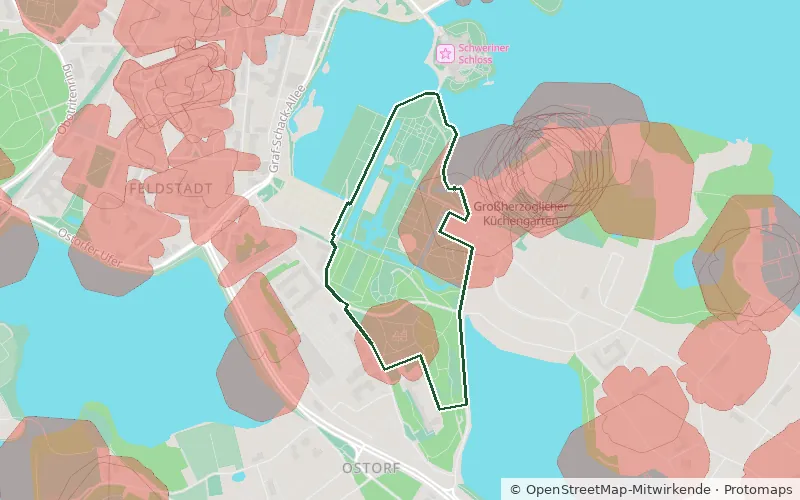 Schweriner
Schloss
Obotritenring
Graf-Schack-Allee
FELDSTADT
Großherzoglicher
Küchengarten
Ostorfer Ufer
OSTORF
© OpenStreetMap-Mitwirkende | Protomaps